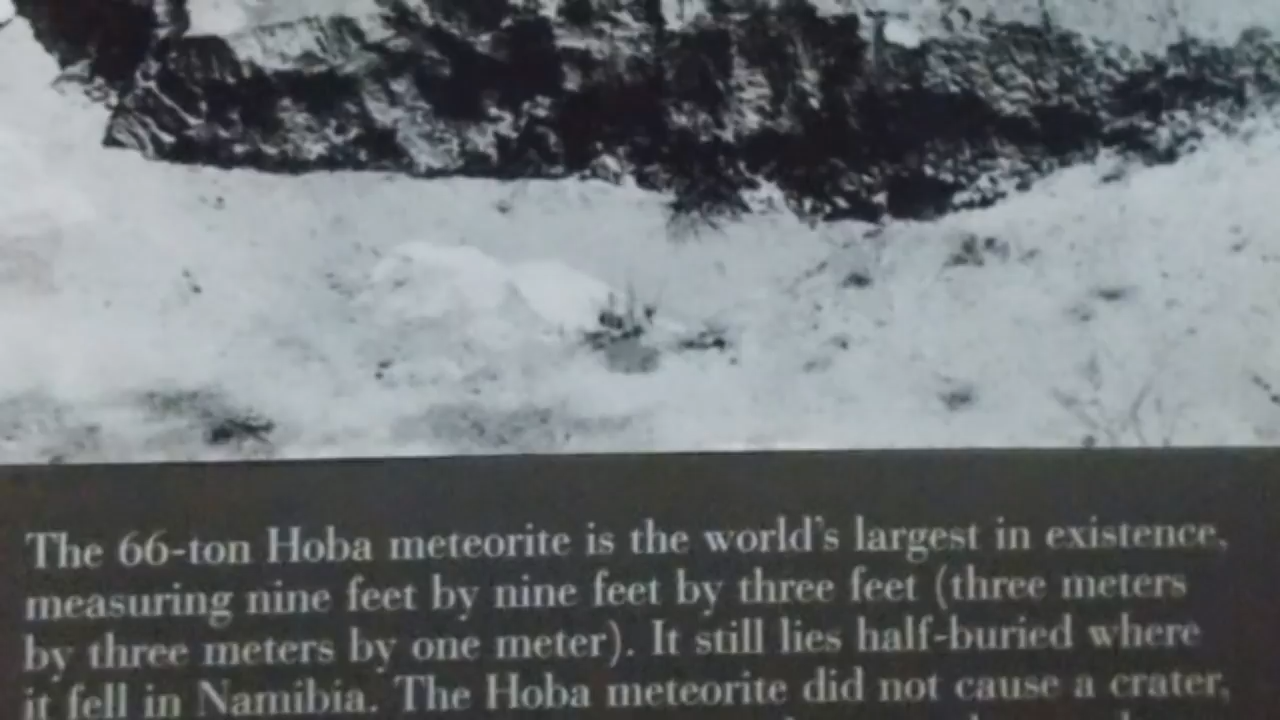 The 66-ton Hoba meteorite is the world's largest in existence,
measuring nine feet by nine feet by three feet (three meters
by three meters by one meter). It still lies half-buried where
it fell in Namibia. The Hoba meteorite did not cause a crater,